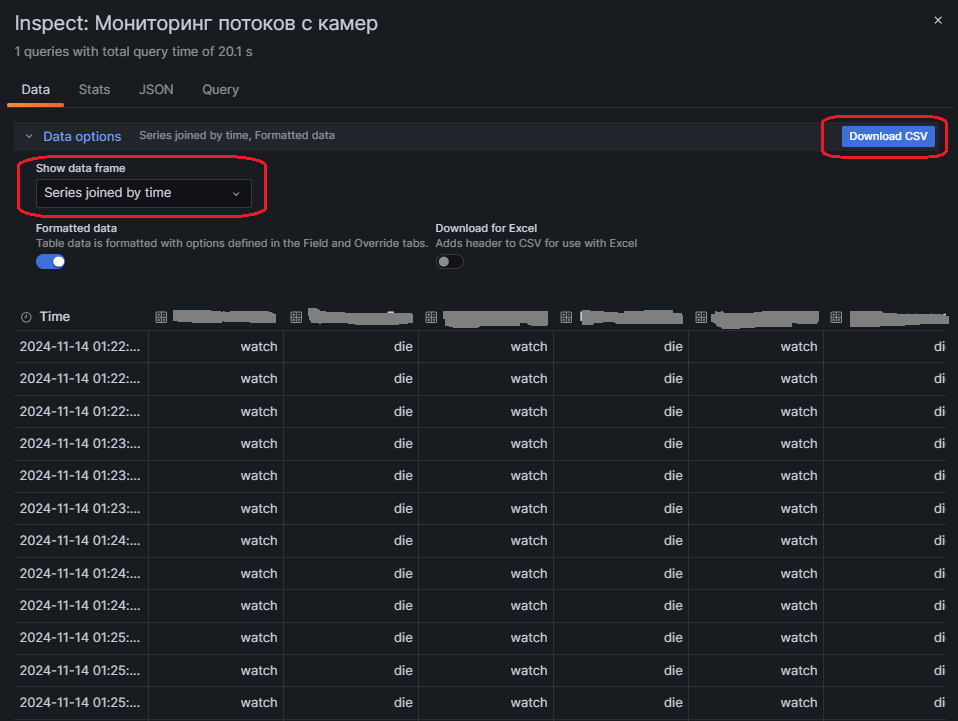 Inspect: Мониторинг потоков с камер
1 queries with total query time of 20.1 s
Data Stats JSON Query
Data options Series joined by time, Formatted data Download CSV
Show data frame
Series joined by time
Formatted data Download for Excel
Table data is formatted with options defined in the Field and Override tabs. Adds header to CSV for use with Excel
Time
2024-11-14 01:22:... watch die watch die watch di
2024-11-14 01:22:... watch die watch die watch di
2024-11-14 01:22:... watch die watch die watch di
2024-11-14 01:23:... watch die watch die watch di
2024-11-14 01:23:... watch die watch die watch di
2024-11-14 01:23:... watch die watch die watch di
2024-11-14 01:24:... watch die watch die watch di
2024-11-14 01:24:... watch die watch die watch di
2024-11-14 01:24:... watch die watch die watch di
2024-11-14 01:25:... watch die watch die watch di
2024-11-14 01:25:... watch die watch die watch di
2024-11-14 01:25:... watch die watch die watch di